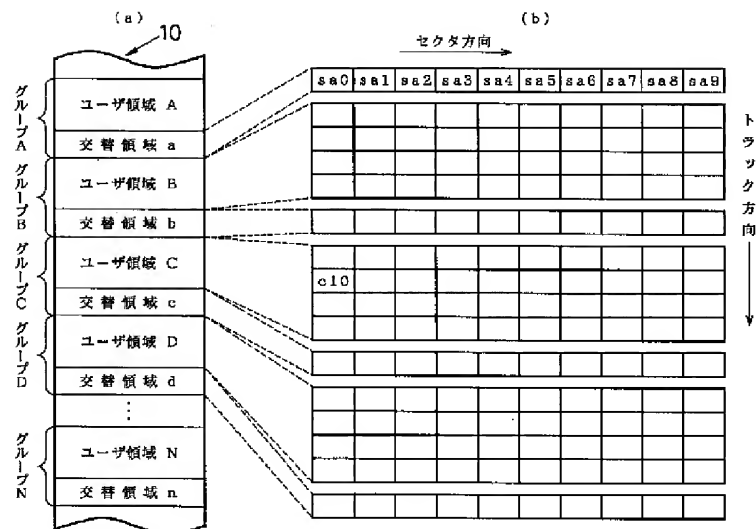 (a)
10
グループA
ユーザ領域 A
交替領域 a
グループB
ユーザ領域 B
交替領域 b
グループC
ユーザ領域 C
交替領域 c
グループD
ユーザ領域 D
交替領域 d
⋮
グループN
ユーザ領域 N
交替領域 n
(b)
セクタ方向
sa0 sa1 sa2 sa3 sa4 sa5 sa6 sa7 sa8 sa9
c10
トラック方向